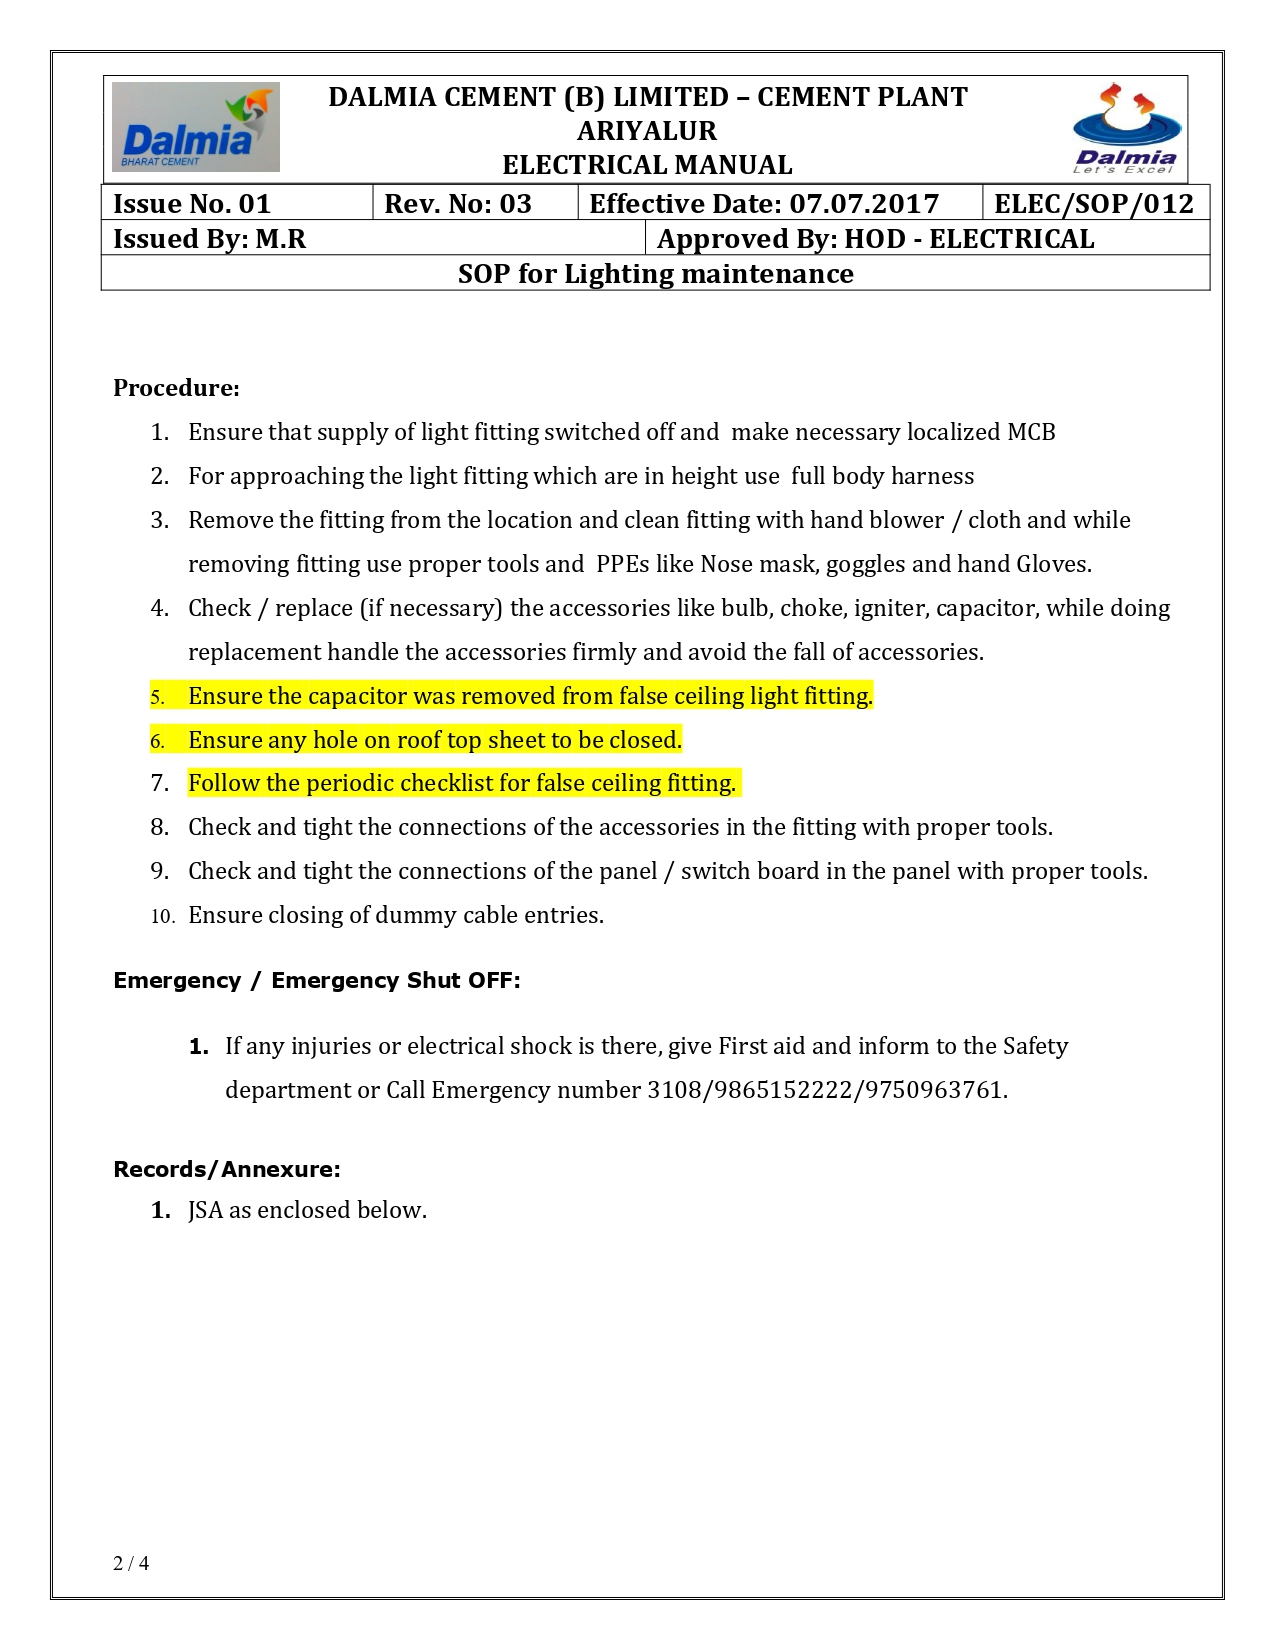 Dalmia
BHARAT CEMENT
DALMIA CEMENT (B) LIMITED – CEMENT PLANT
ARIYALUR
ELECTRICAL MANUAL
Dalmia
Let's Excel
Issue No. 01 Rev. No: 03 Effective Date: 07.07.2017 ELEC/SOP/012
Issued By: M.R Approved By: HOD - ELECTRICAL
SOP for Lighting maintenance
Procedure:
1. Ensure that supply of light fitting switched off and make necessary localized MCB
2. For approaching the light fitting which are in height use full body harness
3. Remove the fitting from the location and clean fitting with hand blower / cloth and while
removing fitting use proper tools and PPEs like Nose mask, goggles and hand Gloves.
4. Check / replace (if necessary) the accessories like bulb, choke, igniter, capacitor, while doing
replacement handle the accessories firmly and avoid the fall of accessories.
5. Ensure the capacitor was removed from false ceiling light fitting.
6. Ensure any hole on roof top sheet to be closed.
7. Follow the periodic checklist for false ceiling fitting.
8. Check and tight the connections of the accessories in the fitting with proper tools.
9. Check and tight the connections of the panel / switch board in the panel with proper tools.
10. Ensure closing of dummy cable entries.
Emergency / Emergency Shut OFF:
1. If any injuries or electrical shock is there, give First aid and inform to the Safety
department or Call Emergency number 3108/9865152222/9750963761.
Records/Annexure:
1. JSA as enclosed below.
2 / 4